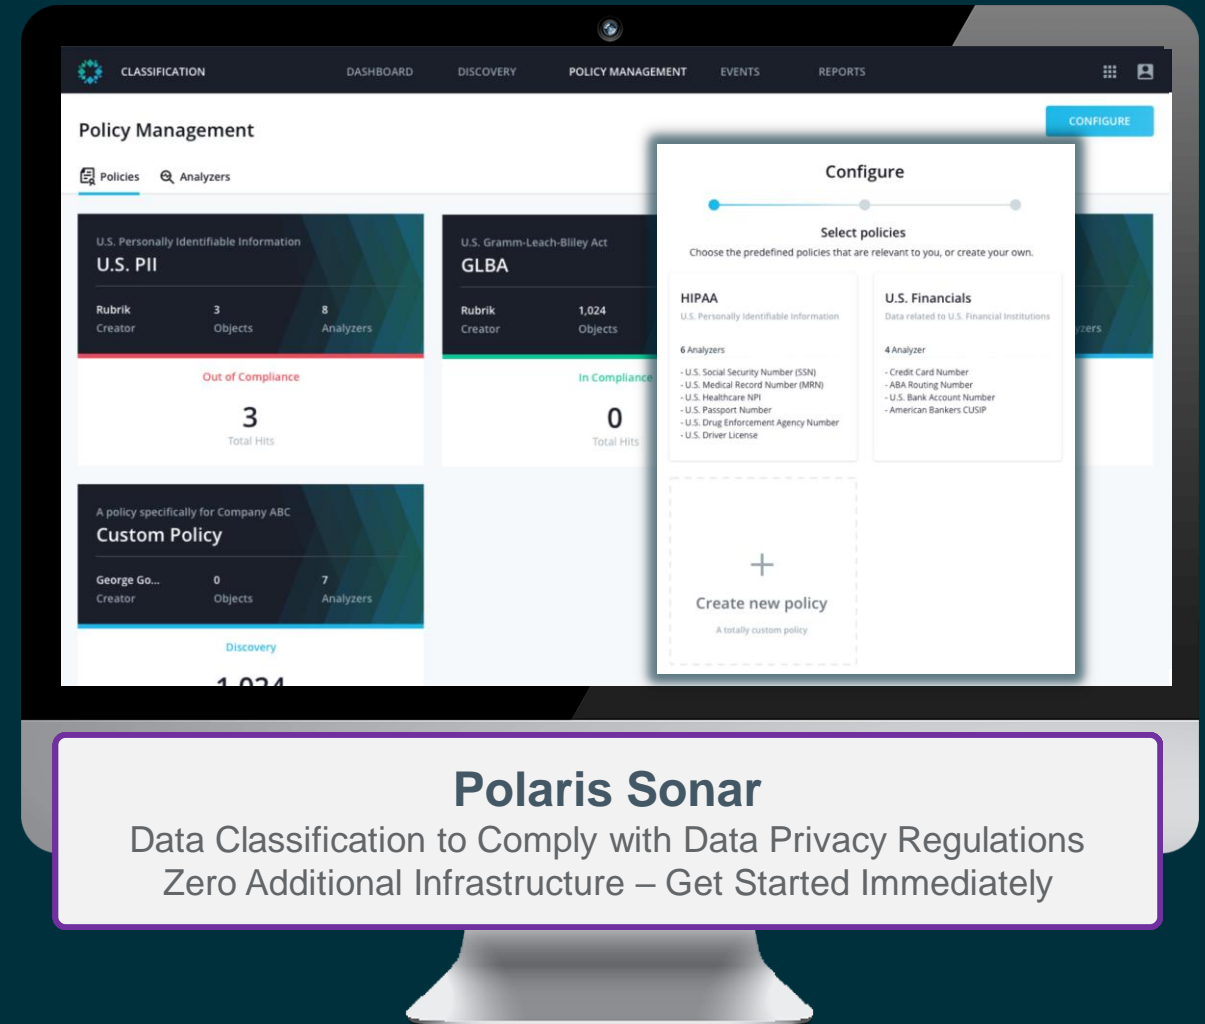 CLASSIFICATION DASHBOARD DISCOVERY POLICY MANAGEMENT EVENTS REPORTS
Policy Management
CONFIGURE
Policies Analyzers
U.S. Personally Identifiable Information
U.S. PII
Rubrik 3 8
Creator Objects Analyzers
Out of Compliance
3
Total Hits
U.S. Gramm-Leach-Bliley Act
GLBA
Rubrik 1,024
Creator Objects
In Compliance
0
Total Hits
A policy specifically for Company ABC
Custom Policy
George Go... 0 7
Creator Objects Analyzers
Discovery
1,024
Configure
Select policies
Choose the predefined policies that are relevant to you, or create your own.
HIPAA
U.S. Personally Identifiable Information
6 Analyzers
- U.S. Social Security Number (SSN)
- U.S. Medical Record Number (MRN)
- U.S. Healthcare NPI
- U.S. Passport Number
- U.S. Drug Enforcement Agency Number
- U.S. Driver License
U.S. Financials
Data related to U.S. Financial Institutions
4 Analyzer
- Credit Card Number
- ABA Routing Number
- U.S. Bank Account Number
- American Bankers CUSIP
+
Create new policy
A totally custom policy
Polaris Sonar
Data Classification to Comply with Data Privacy Regulations
Zero Additional Infrastructure – Get Started Immediately